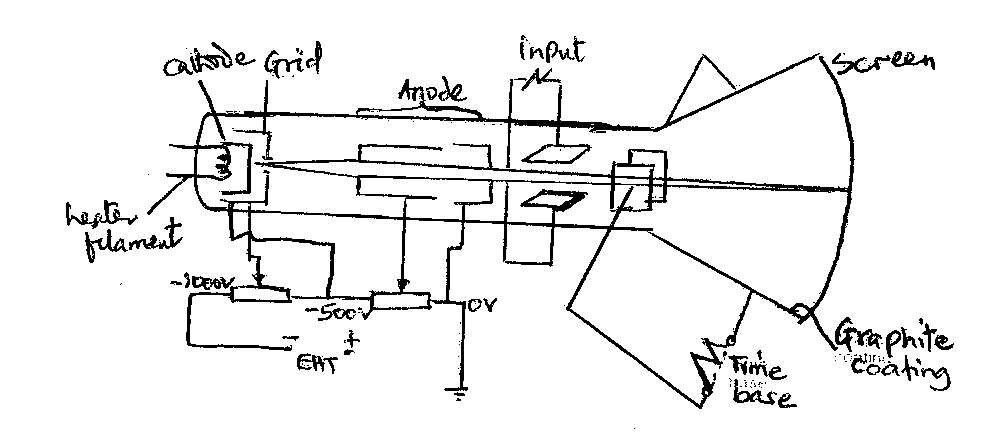 input
Screen
Cathode Grid
Anode
heater
filament
-1000V
-500V
0V
EHT
- +
Graphite
coating
Time
base